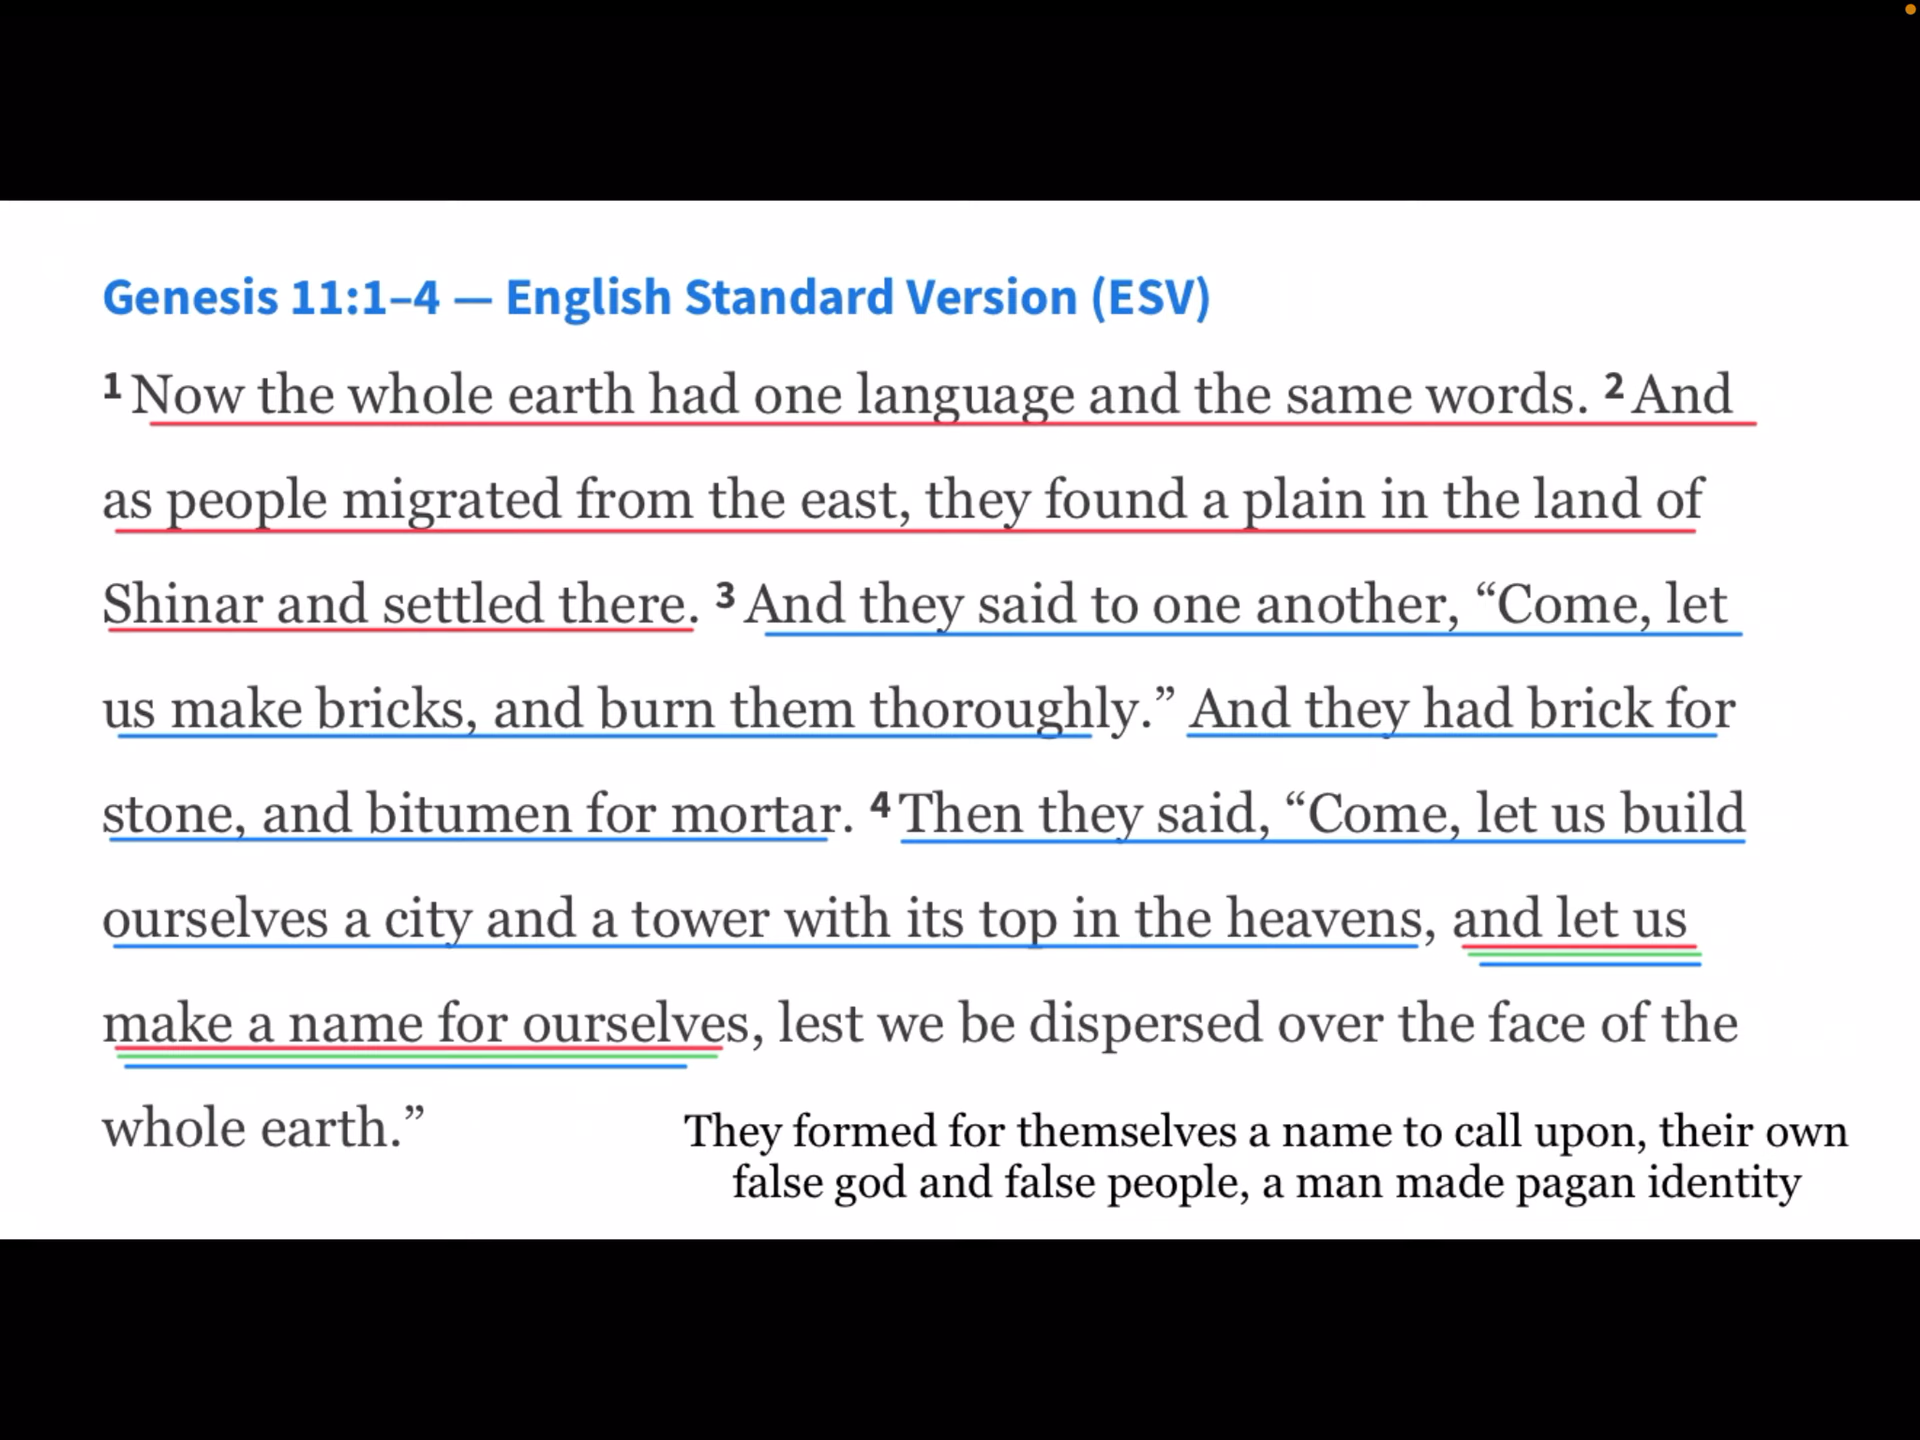 Genesis 11:1–4 — English Standard Version (ESV)
1 Now the whole earth had one language and the same words. 2 And
as people migrated from the east, they found a plain in the land of
Shinar and settled there. 3 And they said to one another, “Come, let
us make bricks, and burn them thoroughly.” And they had brick for
stone, and bitumen for mortar. 4 Then they said, “Come, let us build
ourselves a city and a tower with its top in the heavens, and let us
make a name for ourselves, lest we be dispersed over the face of the
whole earth.”
They formed for themselves a name to call upon, their own
false god and false people, a man made pagan identity